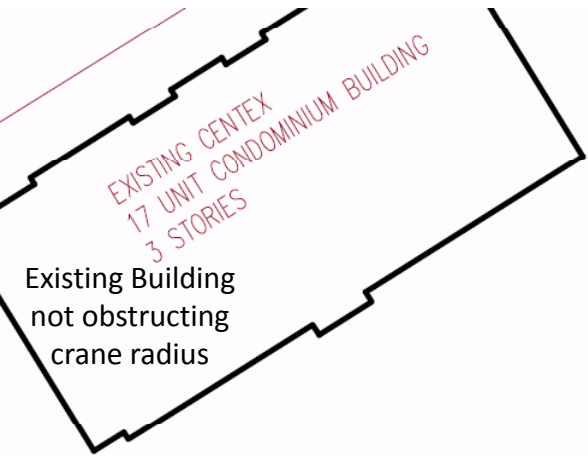 EXISTING CENTEX
17 UNIT CONDOMINIUM BUILDING
3 STORIES
Existing Building
not obstructing
crane radius